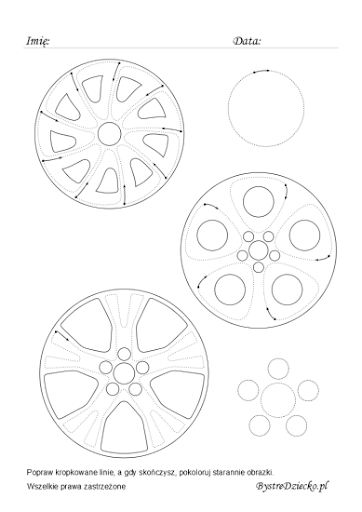 Imię:
Data:
Popraw kropkowane linie, a gdy skończysz, pokoloruj starannie obrazki.
Wszelkie prawa zastrzeżone
BystreDziecko.pl